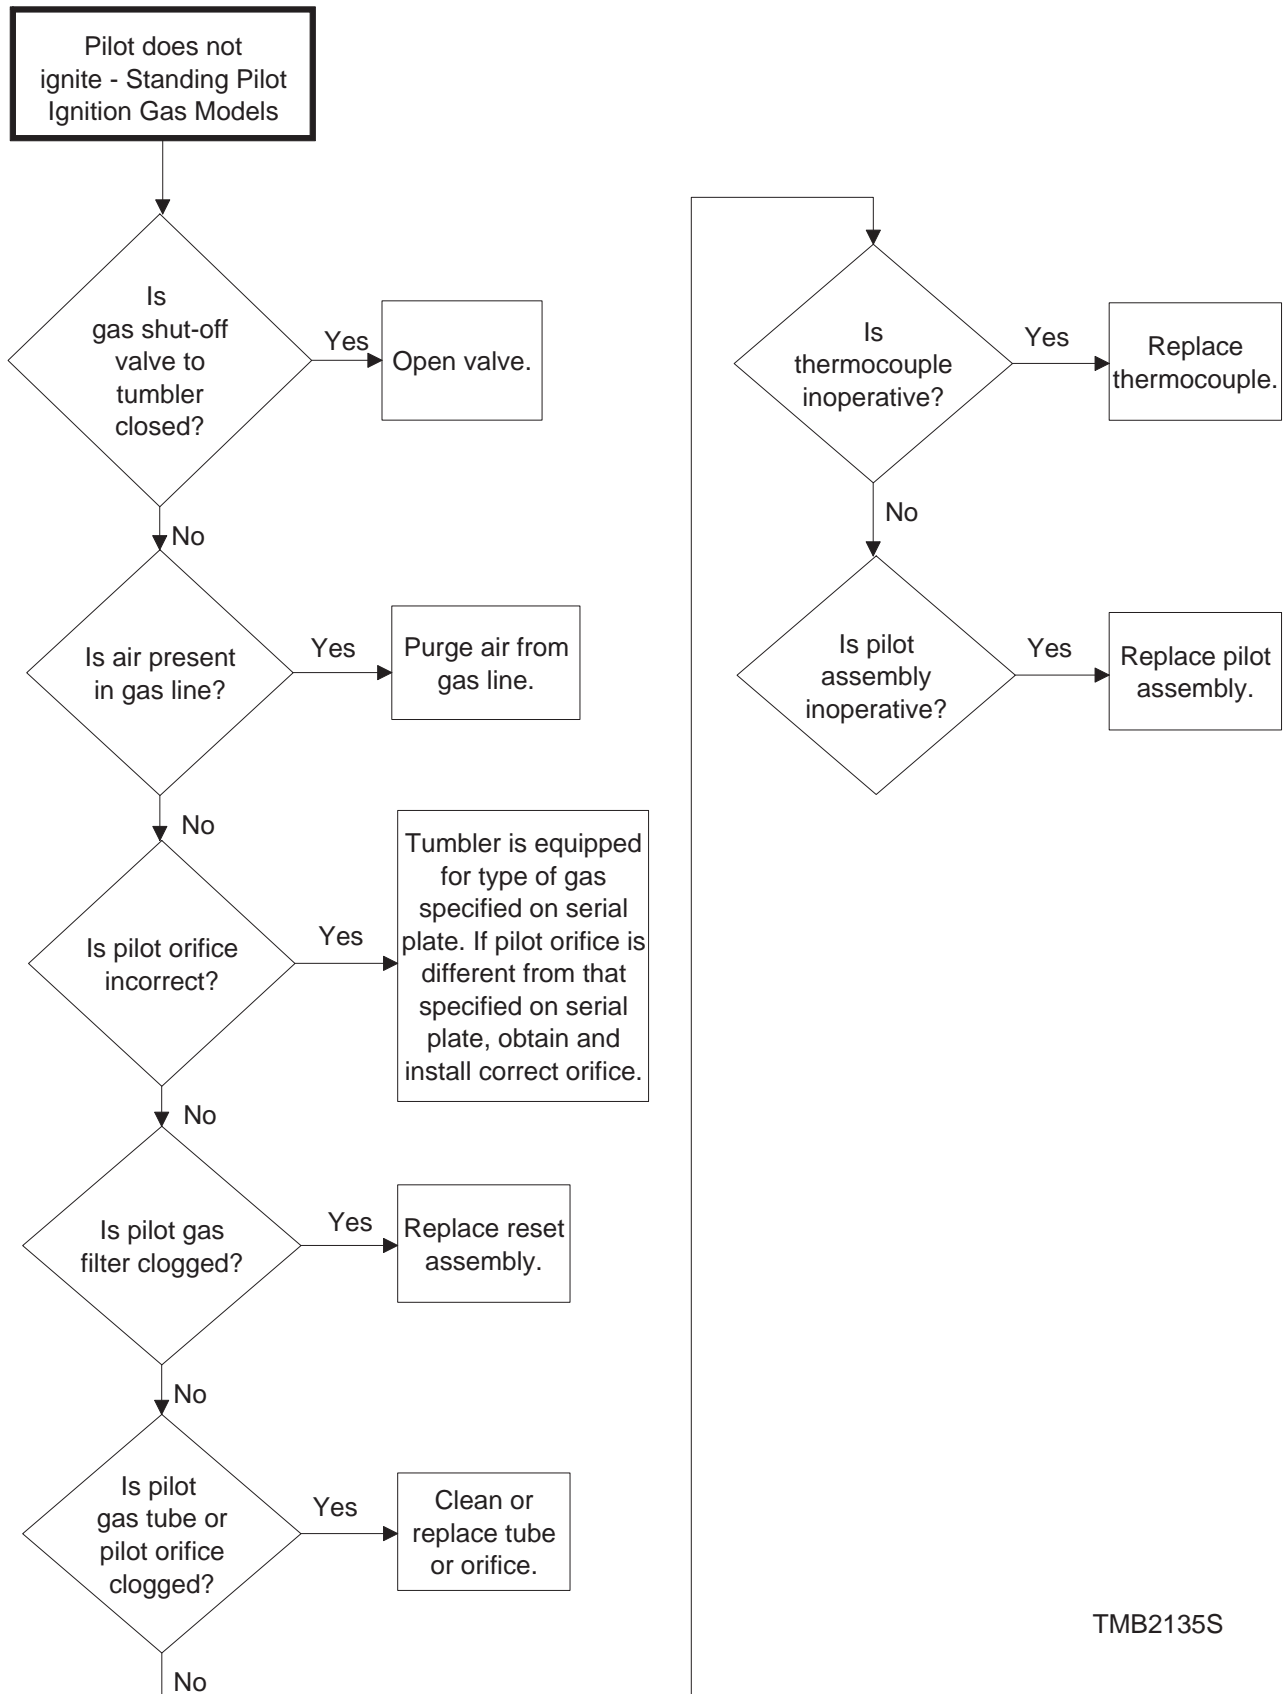 Pilot does not
ignite - Standing Pilot
Ignition Gas Models
Is
gas shut-off
valve to
tumbler
closed?
Yes
Open valve.
No
Is air present
in gas line?
Yes
Purge air from
gas line.
No
Is pilot orifice
incorrect?
Yes
Tumbler is equipped
for type of gas
specified on serial
plate. If pilot orifice is
different from that
specified on serial
plate, obtain and
install correct orifice.
No
Is pilot gas
filter clogged?
Yes
Replace reset
assembly.
No
Is pilot
gas tube or
pilot orifice
clogged?
Yes
Clean or
replace tube
or orifice.
No
Is
thermocouple
inoperative?
Yes
Replace
thermocouple.
No
Is pilot
assembly
inoperative?
Yes
Replace pilot
assembly.
TMB2135S